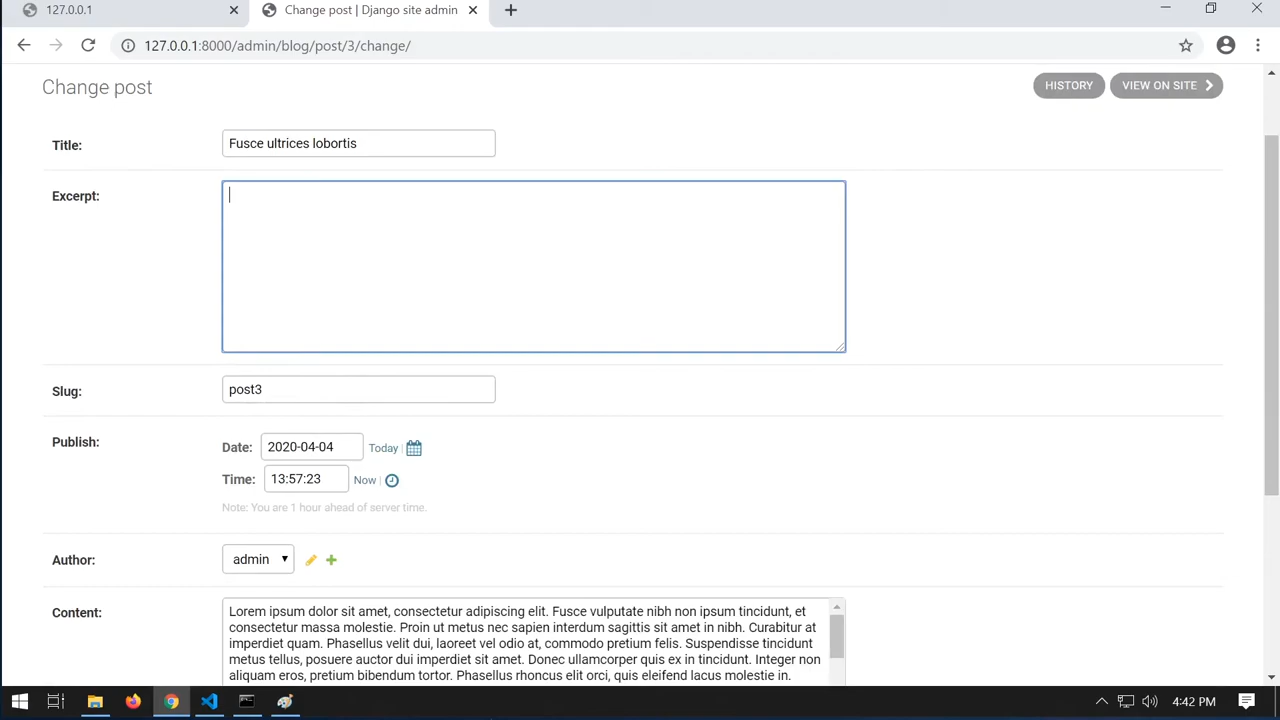 127.0.0.1
Change post | Django site admin
127.0.0.1:8000/admin/blog/post/3/change/
Change post
HISTORY
VIEW ON SITE
Title:
Fusce ultrices lobortis
Excerpt:
Slug:
post3
Publish:
Date:
2020-04-04
Today
Time:
13:57:23
Now
Note: You are 1 hour ahead of server time.
Author:
admin
Content:
Lorem ipsum dolor sit amet, consectetur adipiscing elit. Fusce vulputate nibh non ipsum tincidunt, et
consectetur massa molestie. Proin ut metus nec sapien interdum sagittis sit amet in nibh. Curabitur at
imperdiet quam. Phasellus velit dui, laoreet vel odio at, commodo pretium felis. Suspendisse tincidunt
metus tellus, posuere auctor dui imperdiet sit amet. Donec ullamcorper quis ex in tincidunt. Integer non
aliquam eros, pretium bibendum tortor. Phasellus rhoncus elit orci, quis eleifend lacus molestie in.
4:42 PM